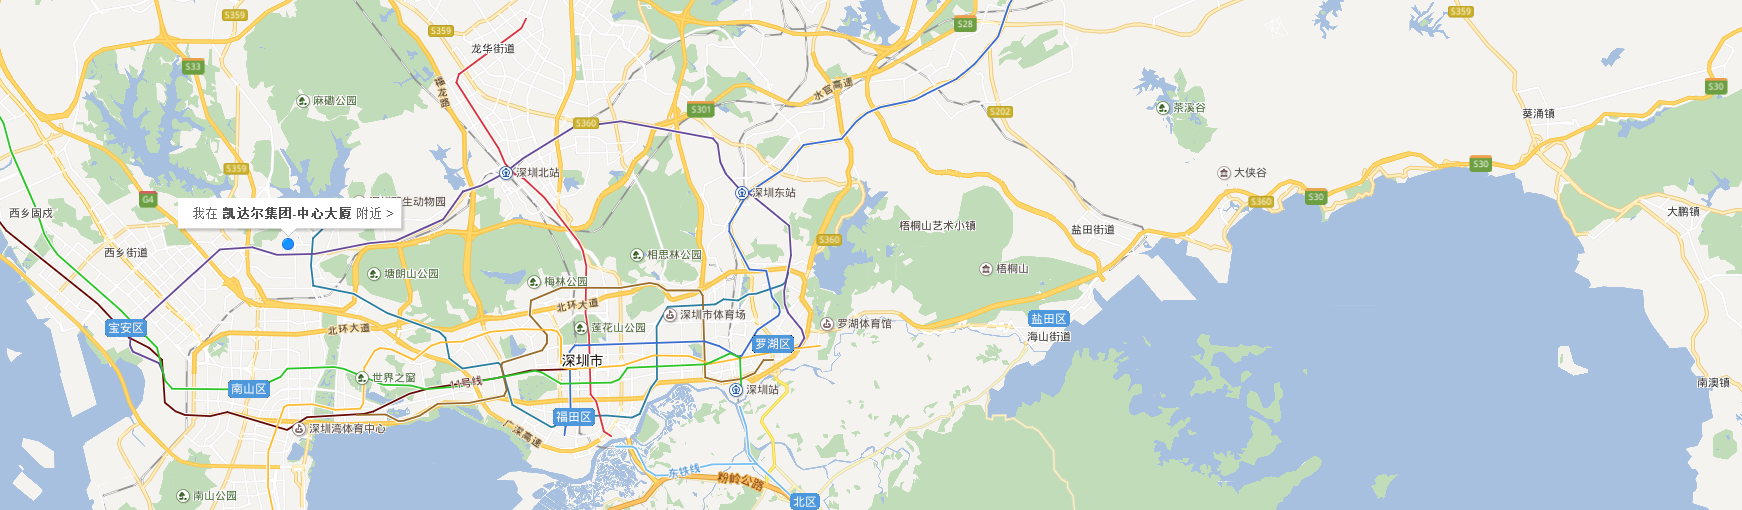 S359
S359
S28
S359
龙华街道
S33
福龙路
水官高速
S30
麻磡公园
S301
S202
茶溪谷
葵涌镇
S360
S359
深圳北站
S30
大侠谷
G4
深圳东站
S30
S360
生动物园
西乡固戍
我在 凯达尔集团-中心大厦 附近 >
大鹏镇
梧桐山艺术小镇
盐田街道
S360
西乡街道
相思林公园
塘朗山公园
梅林公园
梧桐山
北环大道
深圳市体育场
罗湖体育馆
盐田区
宝安区
北环大道
莲花山公园
海山街道
罗湖区
深圳市
世界之窗
11号线
南山区
深圳站
南澳镇
福田区
深圳湾体育中心
广深高速
东铁线
粉岭公路
南山公园
北区